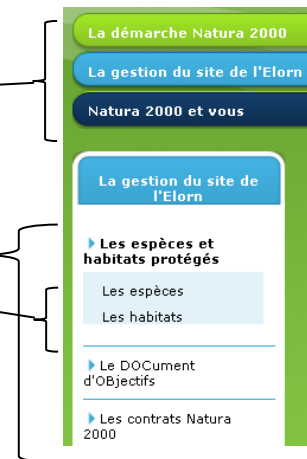 La démarche Natura 2000
La gestion du site de l'Elorn
Natura 2000 et vous
La gestion du site de
l'Elorn
Les espèces et
habitats protégés
Les espèces
Les habitats
Le DOCument
d'OBjectifs
Les contrats Natura
2000